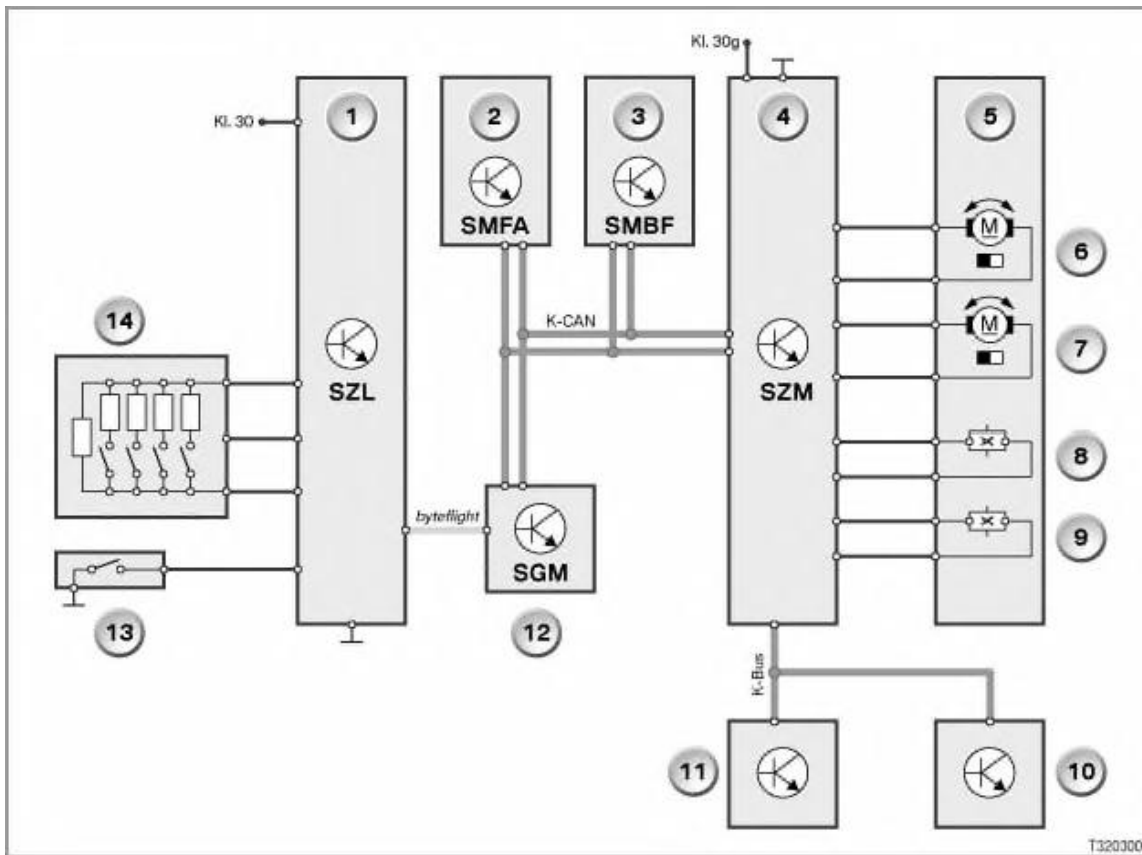 Kl. 30g
1
2
3
4
5
Kl. 30
SMFA
SMBF
6
14
K-CAN
7
SZL
SZM
8
byteflight
9
SGM
13
12
K-Bus
11
10
T320300